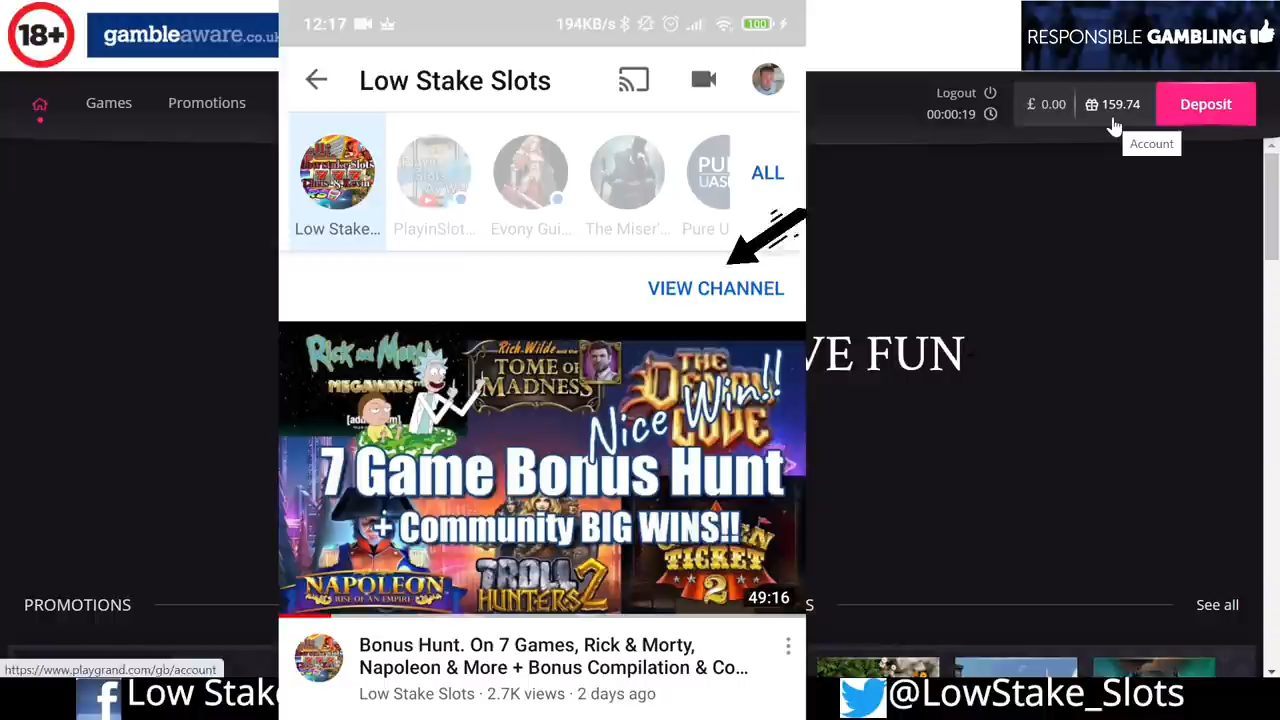 18+
gambleaware.co.uk
RESPONSIBLE GAMBLING
12:17
194KB/s
100
Low Stake Slots
Games
Promotions
Logout
00:00:19
£ 0.00
159.74
Deposit
Account
ALL
Low Stake...
PlayinSlot...
Evony Gui...
The Miser'...
Pure U
VIEW CHANNEL
Rick and Morty
MEGAWAYS
Rich Wilde and the
TOME OF
MADNESS
THE
DEMON
CODE
Nice Win!!
VE FUN
7 Game Bonus Hunt
+ Community BIG WINS!!
NAPOLEON
RISE OF AN EMPIRE
TROLL
HUNTERS 2
TICKET
2
49:16
PROMOTIONS
S
See all
Bonus Hunt. On 7 Games, Rick & Morty,
Napoleon & More + Bonus Compilation & Co...
Low Stake Slots · 2.7K views · 2 days ago
https://www.playgrand.com/gb/account
Low Stake
@LowStake_Slots